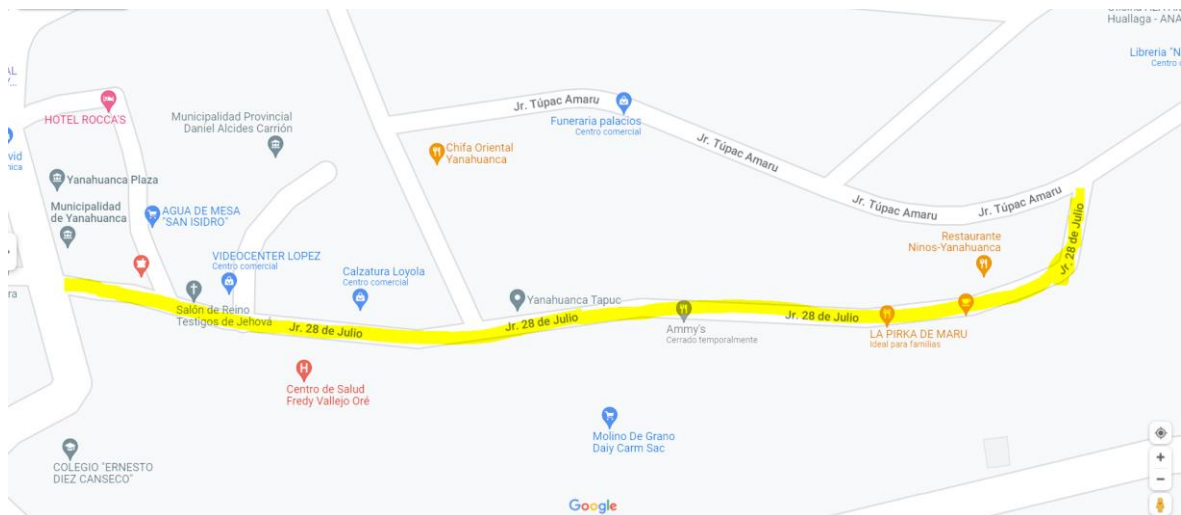 Huallaga - ANA
Libreria "N
Centro
HOTEL ROCCA'S
Municipalidad Provincial
Daniel Alcides Carrión
Jr. Túpac Amaru
Funeraria palacios
Centro comercial
Chifa Oriental
Yanahuanca
Jr. Túpac Amaru
Yanahuanca Plaza
Municipalidad
de Yanahuanca
AGUA DE MESA
"SAN ISIDRO"
Jr. Túpac Amaru
Jr. Túpac Amaru
Restaurante
Ninos-Yanahuanca
Jr. 28 de Julio
VIDEOCENTER LOPEZ
Centro comercial
Calzatura Loyola
Centro comercial
Yanahuanca Tapuc
Salón de Reino
Testigos de Jehová
Jr. 28 de Julio
Jr. 28 de Julio
Jr. 28 de Julio
Ammy's
Cerrado temporalmente
LA PIRKA DE MARU
Ideal para familias
Centro de Salud
Fredy Vallejo Oré
Molino De Grano
Daiy Carm Sac
COLEGIO "ERNESTO
DIEZ CANSECO"
Google